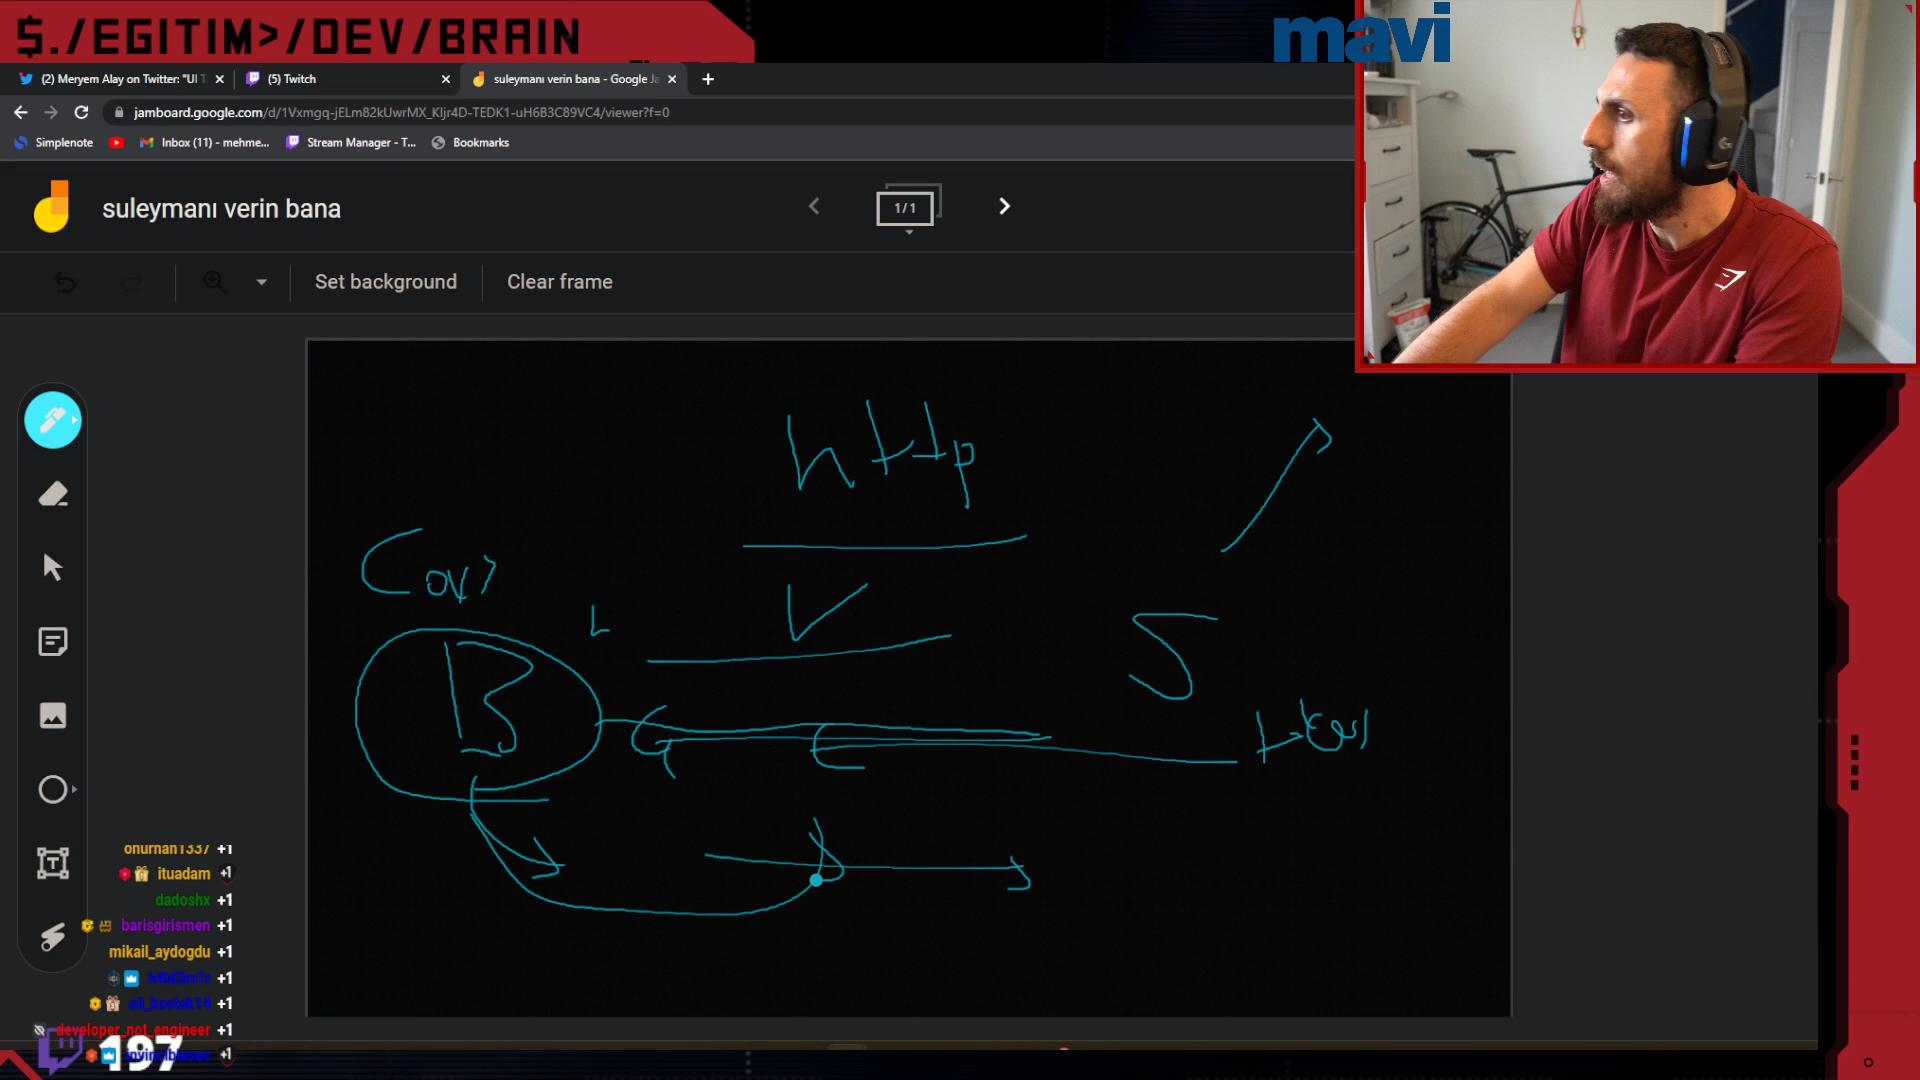 $./EGITIM>/DEV/BRAIN
mavi
(2) Meryem Alay on Twitter: "UI
(5) Twitch
suleymanı verin bana - Google Ja
jamboard.google.com/d/1Vxmgq-jELm82kUwrMX_KIjr4D-TEDK1-uH6B3C89VC4/viewer?f=0
Simplenote
Inbox (11) - mehme...
Stream Manager - T...
Bookmarks
suleymanı verin bana
1/1
Set background
Clear frame
http
B
S
onurhan1337 +1
ituadam +1
dadoshx +1
barisgirismen +1
mikail_aydogdu +1
+1
+1
developer_not_engineer +1
197
+1